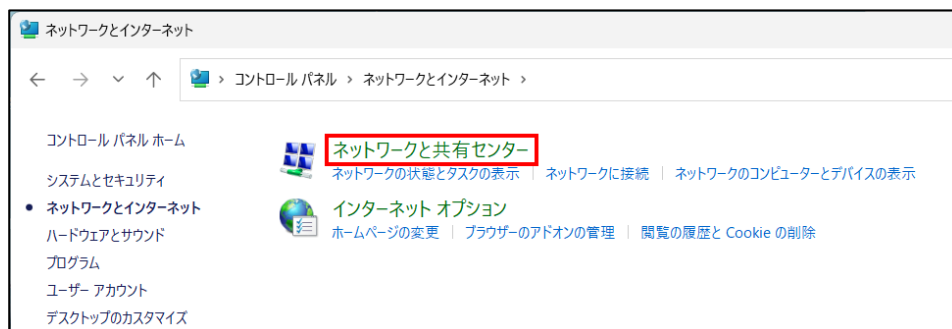 ネットワークとインターネット
コントロール パネル › ネットワークとインターネット ›
コントロール パネル ホーム
システムとセキュリティ
ネットワークとインターネット
ハードウェアとサウンド
プログラム
ユーザー アカウント
デスクトップのカスタマイズ
ネットワークと共有センター
ネットワークの状態とタスクの表示 | ネットワークに接続 | ネットワークのコンピューターとデバイスの表示
インターネット オプション
ホームページの変更 | ブラウザーのアドオンの管理 | 閲覧の履歴と Cookie の削除